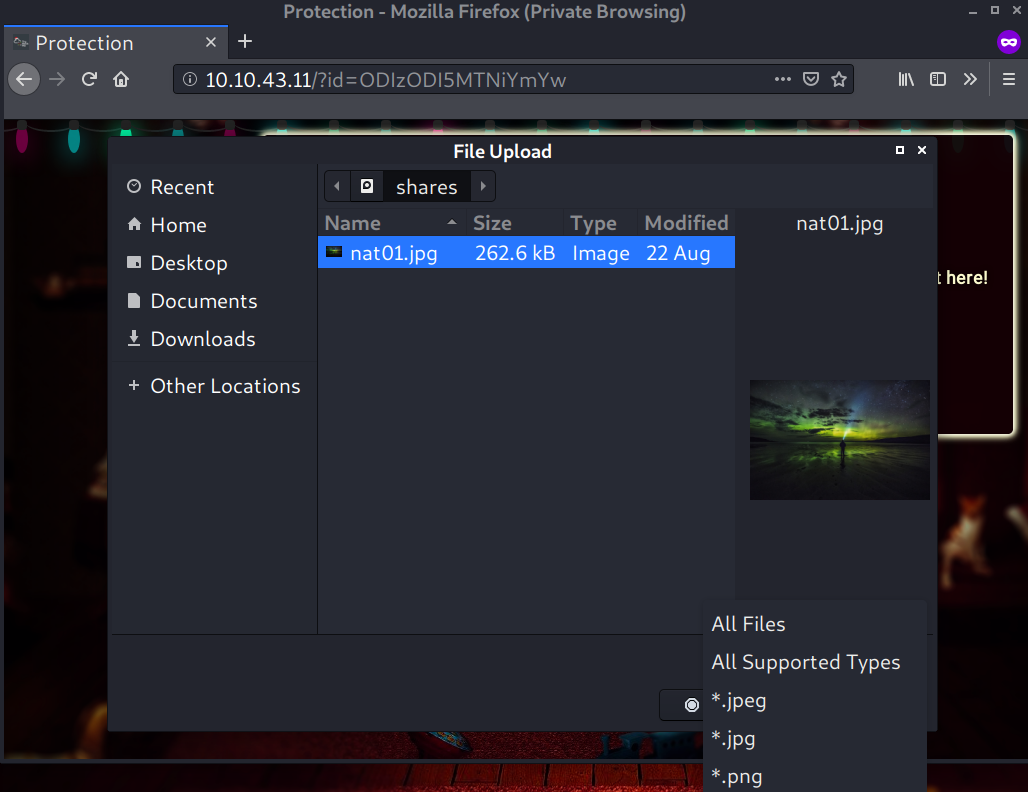 Protection - Mozilla Firefox (Private Browsing)
Protection
10.10.43.11/?id=ODIzODI5MTNiYmYw
File Upload
Recent
Home
Desktop
Documents
Downloads
Other Locations
shares
Name Size Type Modified
nat01.jpg 262.6 kB Image 22 Aug
nat01.jpg
t here!
All Files
All Supported Types
*.jpeg
*.jpg
*.png